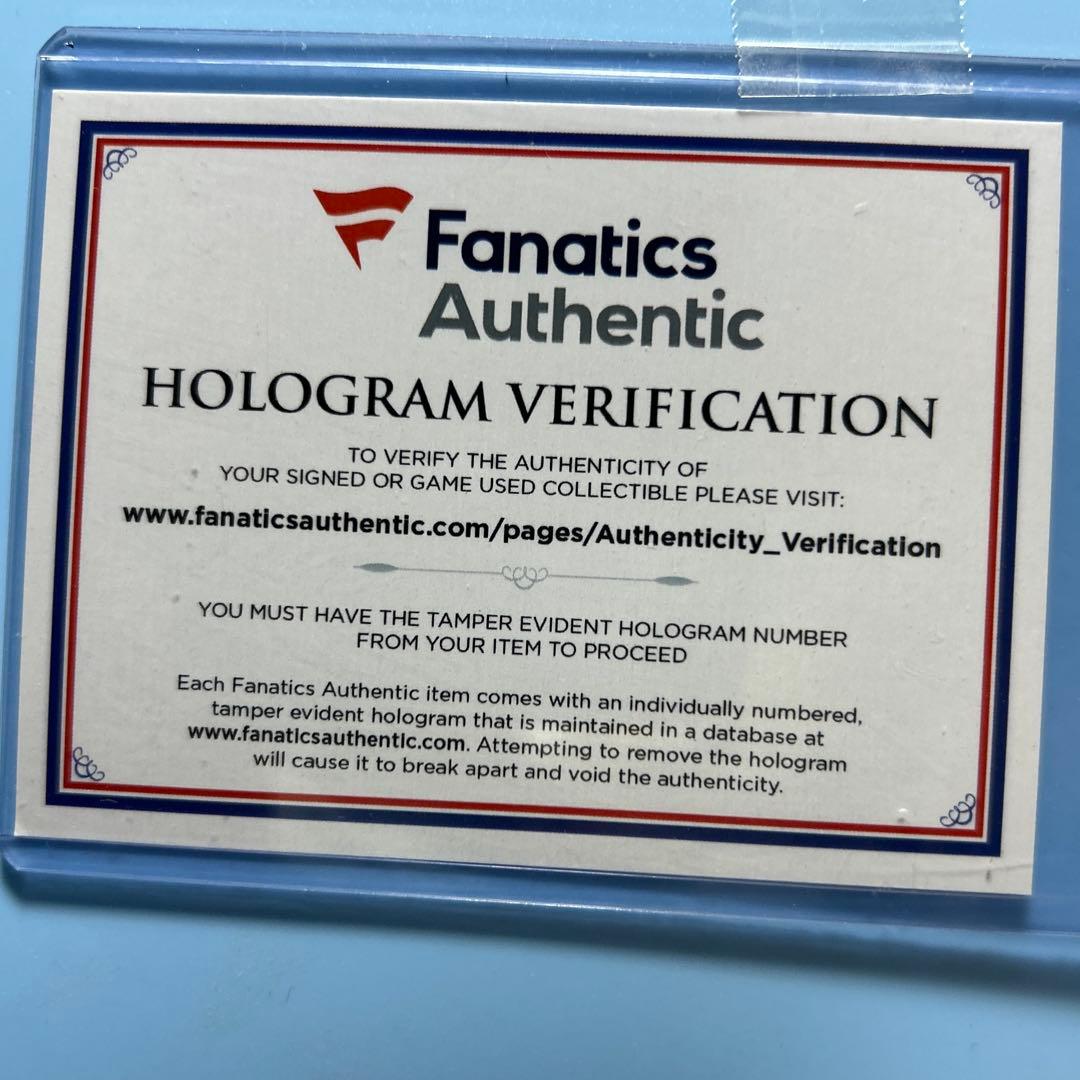 Fanatics
Authentic
HOLOGRAM VERIFICATION
TO VERIFY THE AUTHENTICITY OF
YOUR SIGNED OR GAME USED COLLECTIBLE PLEASE VISIT:
www.fanaticsauthentic.com/pages/Authenticity_Verification
YOU MUST HAVE THE TAMPER EVIDENT HOLOGRAM NUMBER
FROM YOUR ITEM TO PROCEED
Each Fanatics Authentic item comes with an individually numbered,
tamper evident hologram that is maintained in a database at
www.fanaticsauthentic.com. Attempting to remove the hologram
will cause it to break apart and void the authenticity.